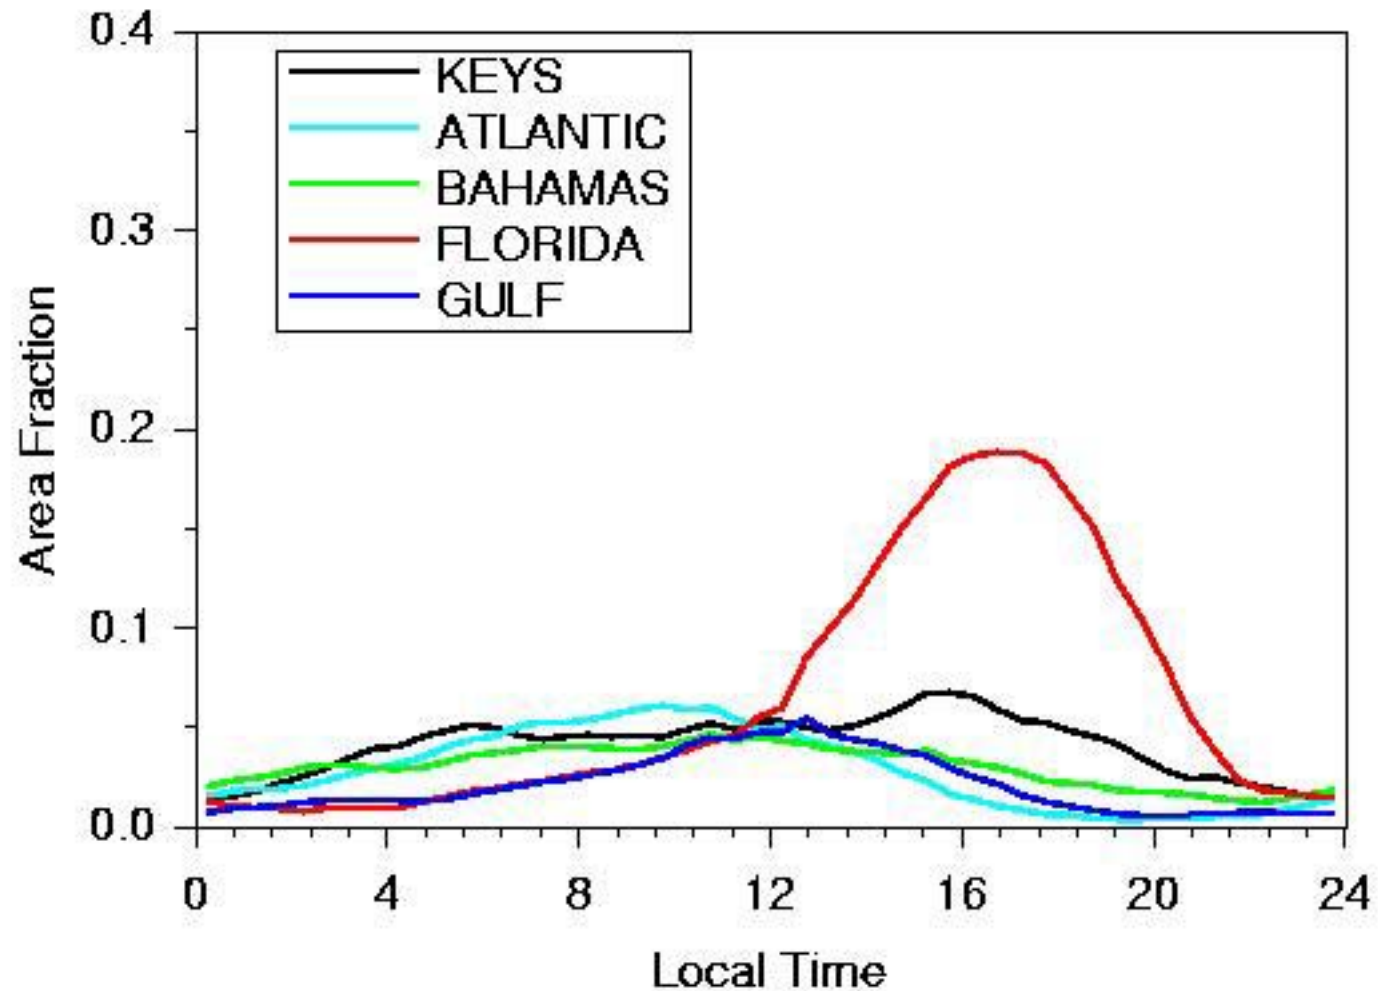 0.4
0.3
0.2
0.1
0.0
Area Fraction
KEYS
ATLANTIC
BAHAMAS
FLORIDA
GULF
0 4 8 12 16 20 24
Local Time